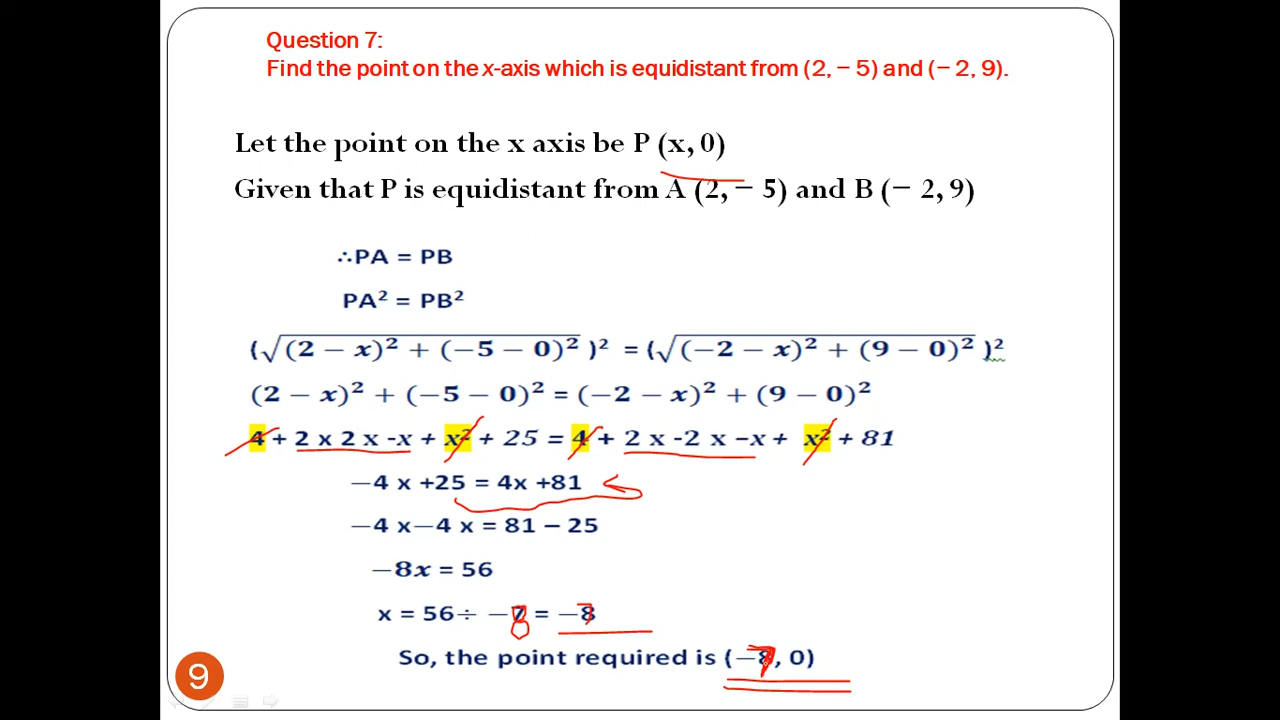 Question 7:
Find the point on the x-axis which is equidistant from (2, − 5) and (− 2, 9).
Let the point on the x axis be P (x, 0)
Given that P is equidistant from A (2, − 5) and B (− 2, 9)
∴PA = PB
PA² = PB²
(√(2 − x)² + (−5 − 0)² )² = (√(−2 − x)² + (9 − 0)² )²
(2 − x)² + (−5 − 0)² = (−2 − x)² + (9 − 0)²
4 + 2 x 2 x -x + x² + 25 = 4 + 2 x -2 x −x + x² + 81
−4 x +25 = 4x +81
−4 x−4 x = 81 − 25
−8x = 56
x = 56÷ −8 = −7
So, the point required is (−7, 0)
9